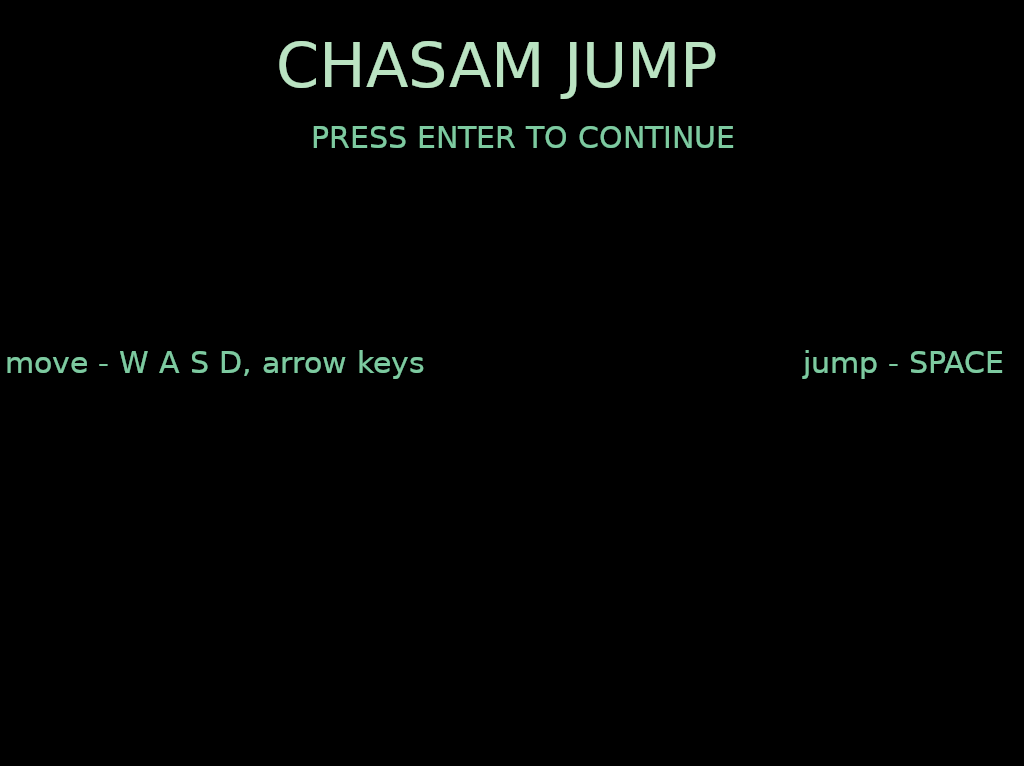 CHASAM JUMP
PRESS ENTER TO CONTINUE
move - W A S D, arrow keys
jump - SPACE